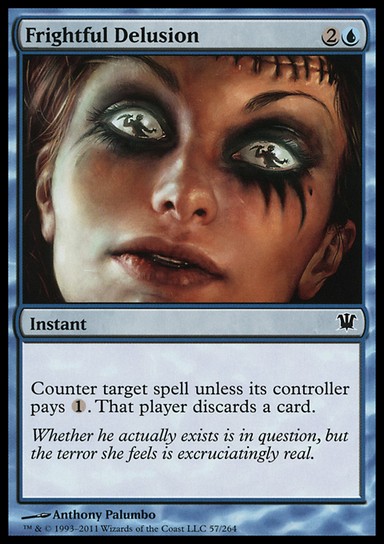 Frightful Delusion 2
Instant
Counter target spell unless its controller
pays 1. That player discards a card.
Whether he actually exists is in question, but
the terror she feels is excruciatingly real.
Anthony Palumbo
™ & © 1993–2011 Wizards of the Coast LLC 57/264